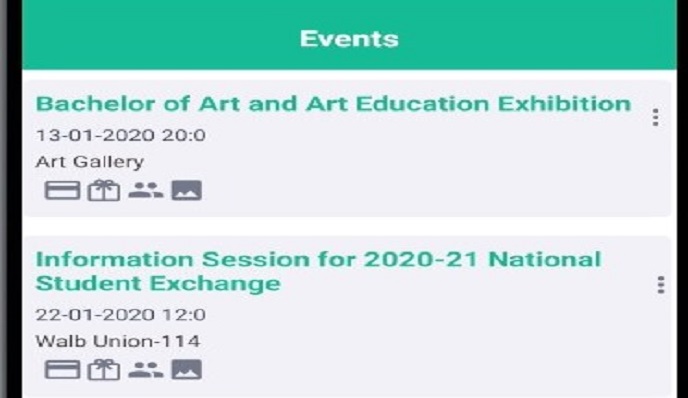 Events
Bachelor of Art and Art Education Exhibition
13-01-2020 20:0
Art Gallery
Information Session for 2020-21 National
Student Exchange
22-01-2020 12:0
Walb Union-114